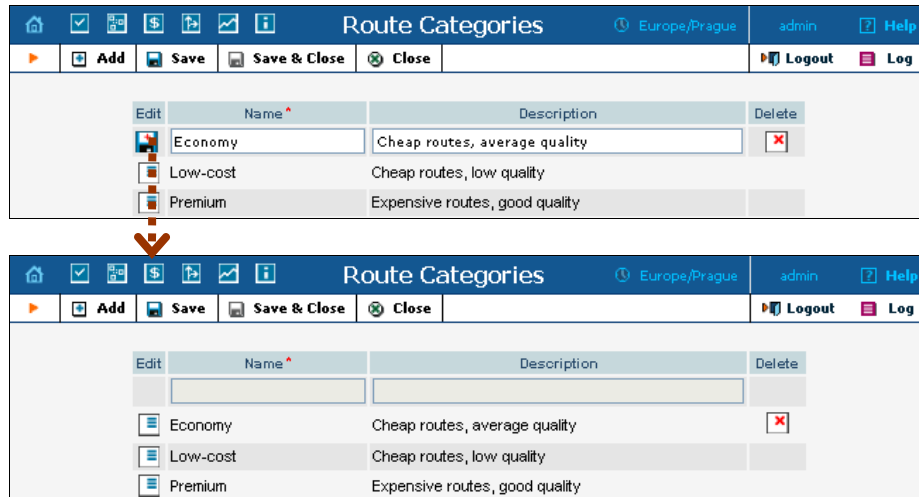 Route Categories Europe/Prague admin ? Help
Add Save Save & Close Close Logout Log
Edit Name * Description Delete
Economy Cheap routes, average quality
Low-cost Cheap routes, low quality
Premium Expensive routes, good quality
Route Categories Europe/Prague admin ? Help
Add Save Save & Close Close Logout Log
Edit Name * Description Delete
Economy Cheap routes, average quality
Low-cost Cheap routes, low quality
Premium Expensive routes, good quality